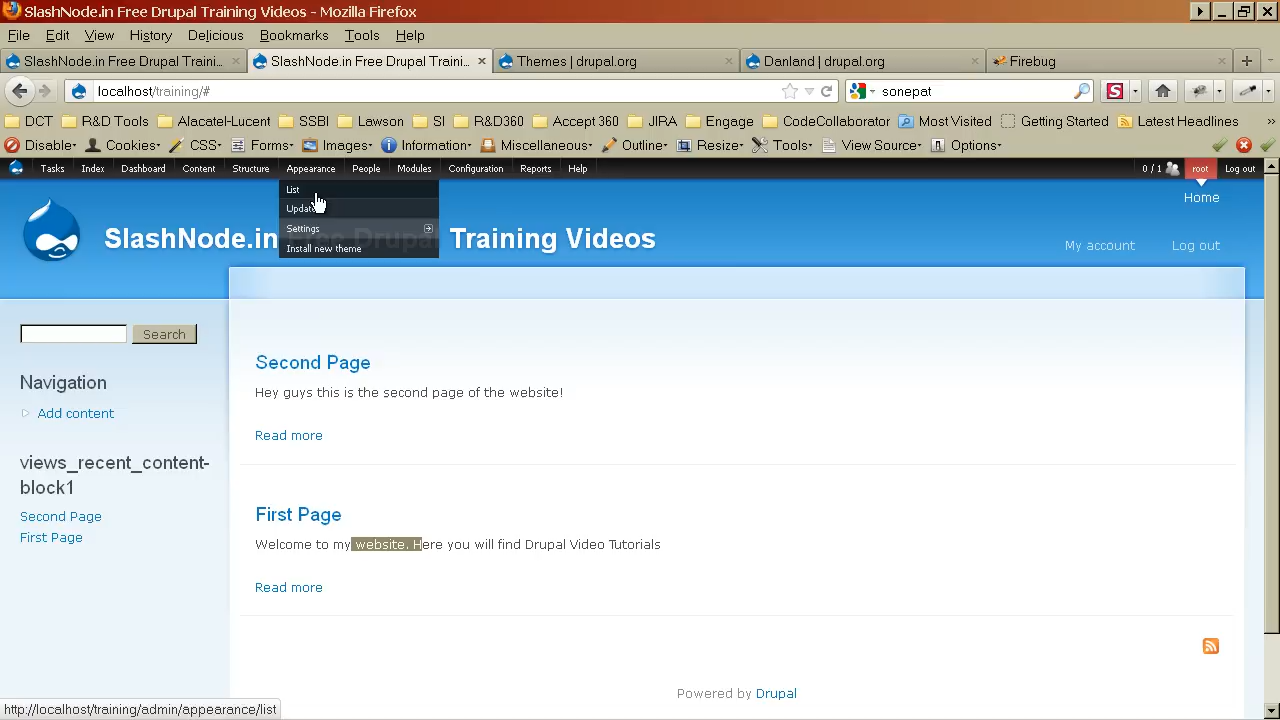 SlashNode.in Free Drupal Training Videos - Mozilla Firefox
File Edit View History Delicious Bookmarks Tools Help
SlashNode.in Free Drupal Traini... SlashNode.in Free Drupal Traini... Themes | drupal.org Danland | drupal.org Firebug
localhost/training/# sonepat
DCT R&D Tools Alacatel-Lucent SSBI Lawson SI R&D360 Accept 360 JIRA Engage CodeCollaborator Most Visited Getting Started Latest Headlines »
Disable Cookies CSS Forms Images Information Miscellaneous Outline Resize Tools View Source Options
Tasks Index Dashboard Content Structure Appearance People Modules Configuration Reports Help 0 / 1 root Log out
List
Settings
Install new theme
Home
SlashNode.in Free Drupal Training Videos
My account Log out
Search
Navigation
Add content
views_recent_content-
block1
Second Page
First Page
Second Page
Hey guys this is the second page of the website!
Read more
First Page
Welcome to my website. Here you will find Drupal Video Tutorials
Read more
Powered by Drupal
http://localhost/training/admin/appearance/list